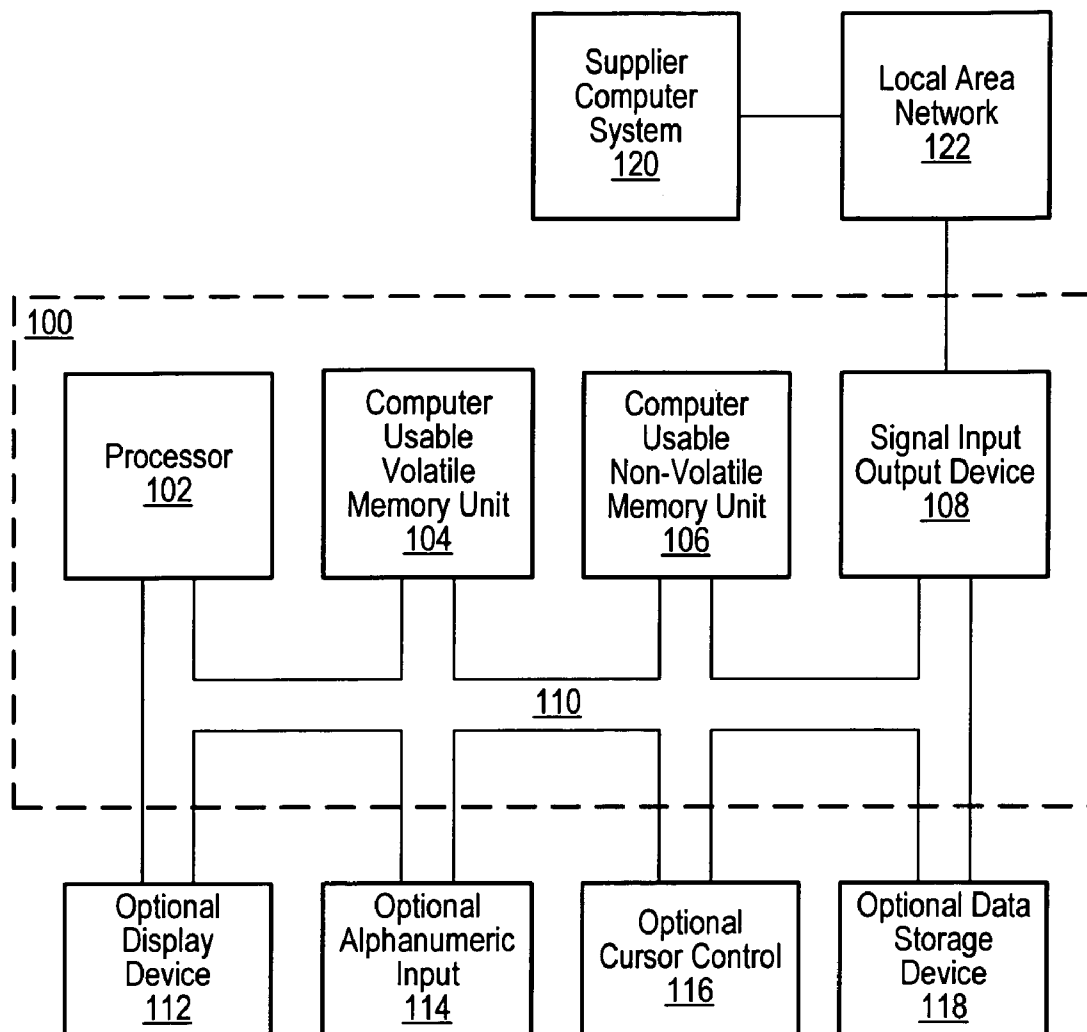 Supplier
Computer
System
120
Local Area
Network
122
100
Processor
102
Computer
Usable
Volatile
Memory Unit
104
Computer
Usable
Non-Volatile
Memory Unit
106
Signal Input
Output Device
108
110
Optional
Display
Device
112
Optional
Alphanumeric
Input
114
Optional
Cursor Control
116
Optional Data
Storage
Device
118